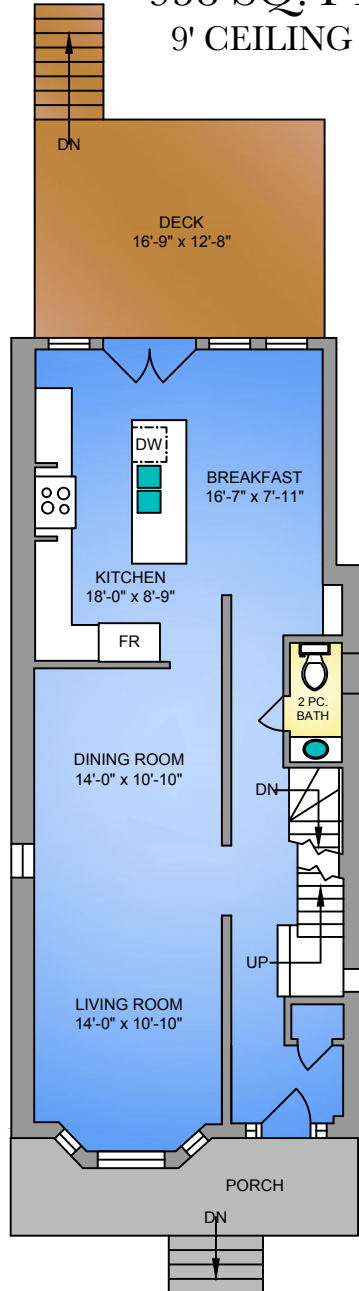 9' CEILING
DN
DECK
16'-9" x 12'-8"
DW
BREAKFAST
16'-7" x 7'-11"
KITCHEN
18'-0" x 8'-9"
FR
2 PC.
BATH
DINING ROOM
14'-0" x 10'-10"
DN
UP
LIVING ROOM
14'-0" x 10'-10"
PORCH
DN